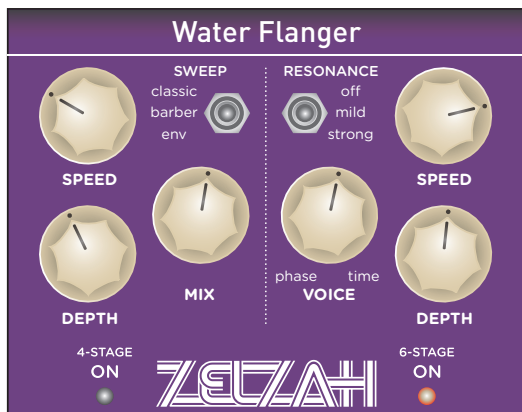 Water Flanger
SWEEP
classic
barber
env
RESONANCE
off
mild
strong
SPEED
SPEED
MIX
phase time
VOICE
DEPTH
DEPTH
4-STAGE
ON
ZELZAH
6-STAGE
ON